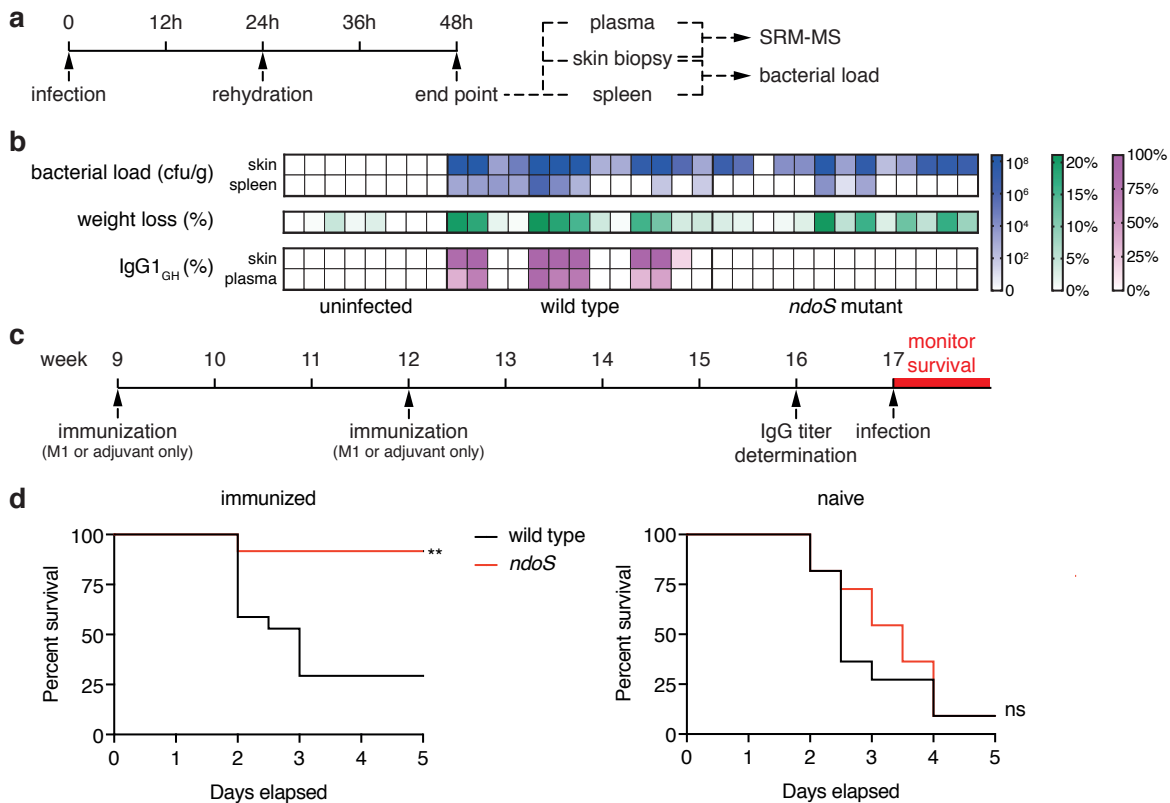 a
0 12h 24h 36h 48h
infection rehydration end point
plasma
skin biopsy
spleen
SRM-MS
bacterial load
b
bacterial load (cfu/g) skin
spleen
weight loss (%)
IgG1GH (%) skin
plasma
uninfected wild type ndoS mutant
10⁸
10⁶
10⁴
10²
0
20%
15%
10%
5%
0%
100%
75%
50%
25%
0%
c
week 9 10 11 12 13 14 15 16 17
monitor
survival
immunization
(M1 or adjuvant only)
immunization
(M1 or adjuvant only)
IgG titer
determination
infection
d
immunized
Percent survival
100
75
50
25
0
0 1 2 3 4 5
Days elapsed
**
wild type
ndoS
naive
Percent survival
100
75
50
25
0
0 1 2 3 4 5
Days elapsed
ns